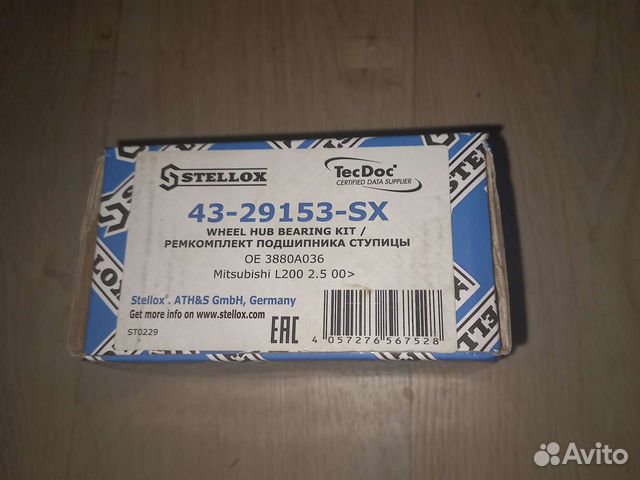 STELLOX
TecDoc
CERTIFIED DATA SUPPLIER
43-29153-SX
WHEEL HUB BEARING KIT /
РЕМКОМПЛЕКТ ПОДШИПНИКА СТУПИЦЫ
OE 3880A036
Mitsubishi L200 2.5 00>
Stellox®. ATH&S GmbH, Germany
Get more info on www.stellox.com
ST0229
EAC
4 057276 567528
Avito